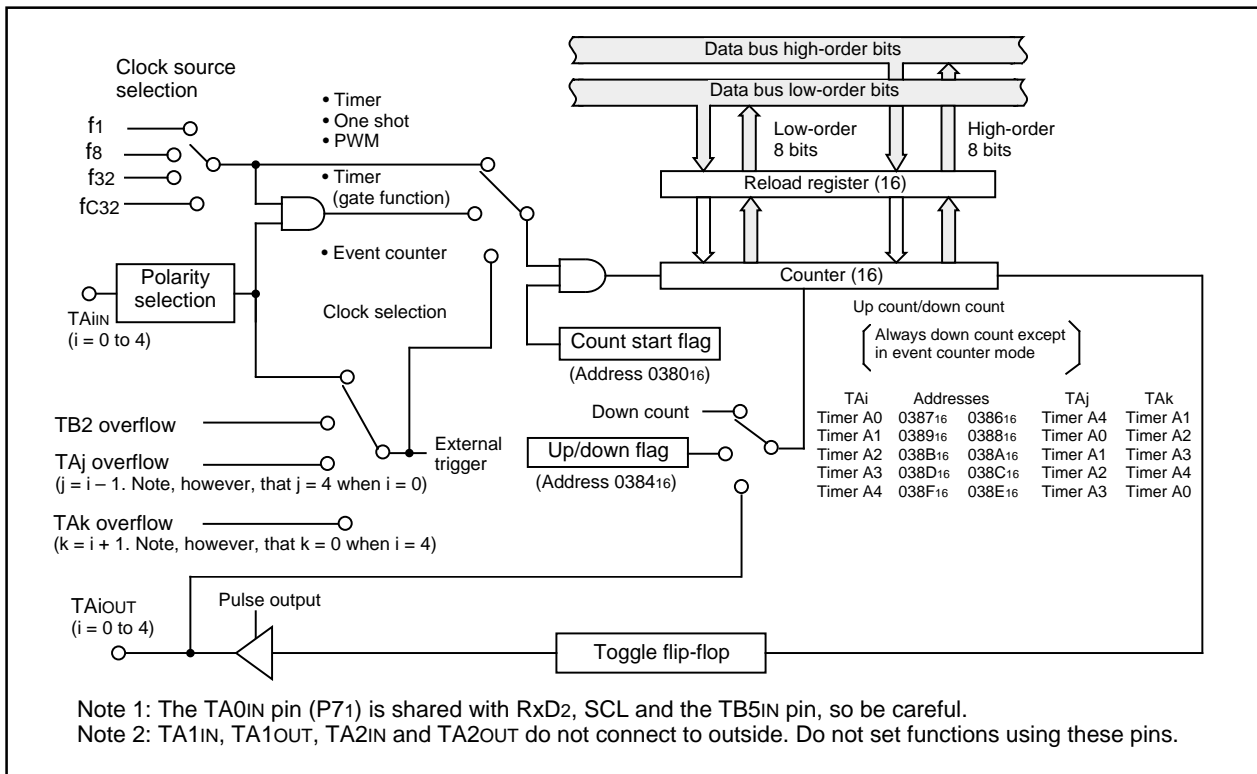 Clock source
selection
f1
f8
f32
fC32
• Timer
• One shot
• PWM
• Timer
(gate function)
• Event counter
Clock selection
Polarity
selection
TAiIN
(i = 0 to 4)
TB2 overflow
TAj overflow
(j = i – 1. Note, however, that j = 4 when i = 0)
TAk overflow
(k = i + 1. Note, however, that k = 0 when i = 4)
External
trigger
Data bus high-order bits
Data bus low-order bits
Low-order
8 bits
High-order
8 bits
Reload register (16)
Counter (16)
Up count/down count
Always down count except
in event counter mode
Count start flag
(Address 038016)
Down count
Up/down flag
(Address 038416)
TAi Addresses TAj TAk
Timer A0 038716 038616 Timer A4 Timer A1
Timer A1 038916 038816 Timer A0 Timer A2
Timer A2 038B16 038A16 Timer A1 Timer A3
Timer A3 038D16 038C16 Timer A2 Timer A4
Timer A4 038F16 038E16 Timer A3 Timer A0
TAiOUT
(i = 0 to 4)
Pulse output
Toggle flip-flop
Note 1: The TA0IN pin (P71) is shared with RxD2, SCL and the TB5IN pin, so be careful.
Note 2: TA1IN, TA1OUT, TA2IN and TA2OUT do not connect to outside. Do not set functions using these pins.